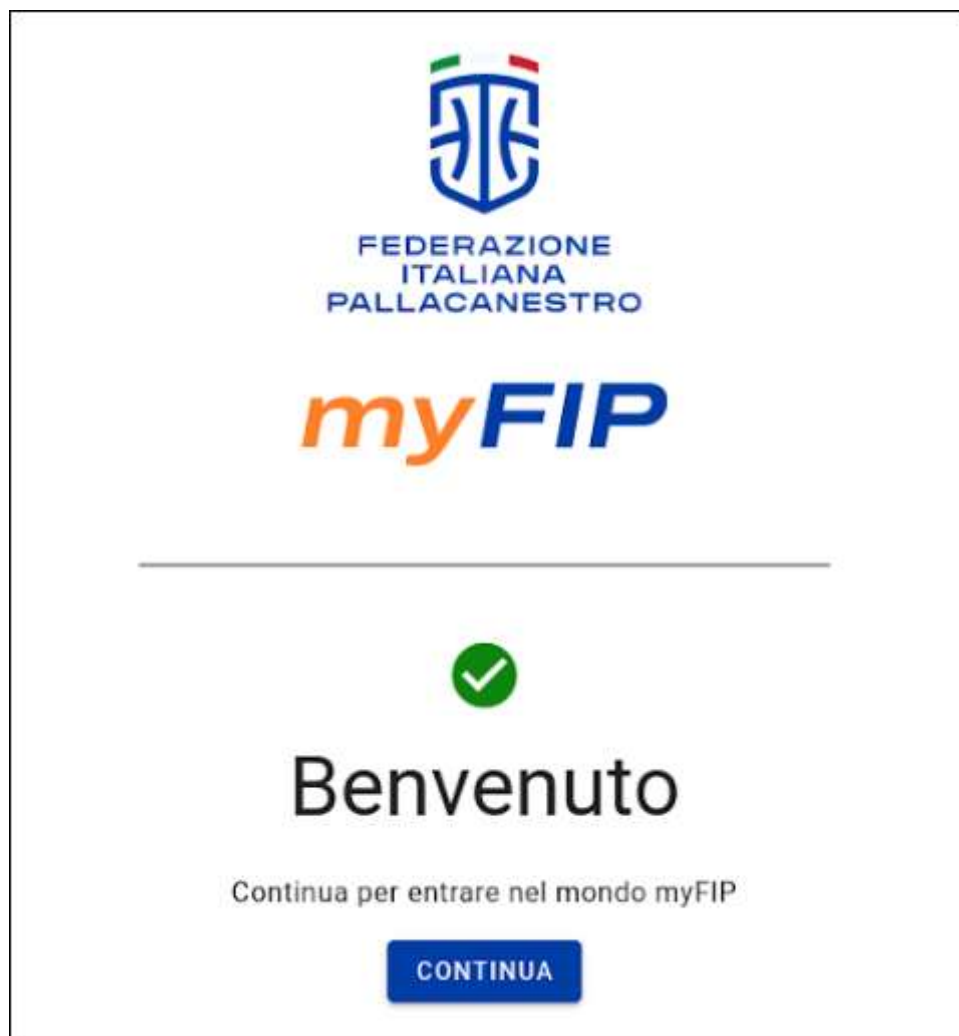 FEDERAZIONE
ITALIANA
PALLACANESTRO
myFIP
Benvenuto
Continua per entrare nel mondo myFIP
CONTINUA